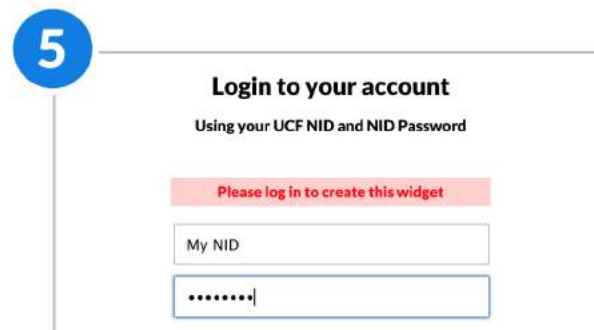 5
Login to your account
Using your UCF NID and NID Password
Please log in to create this widget
My NID
••••••••